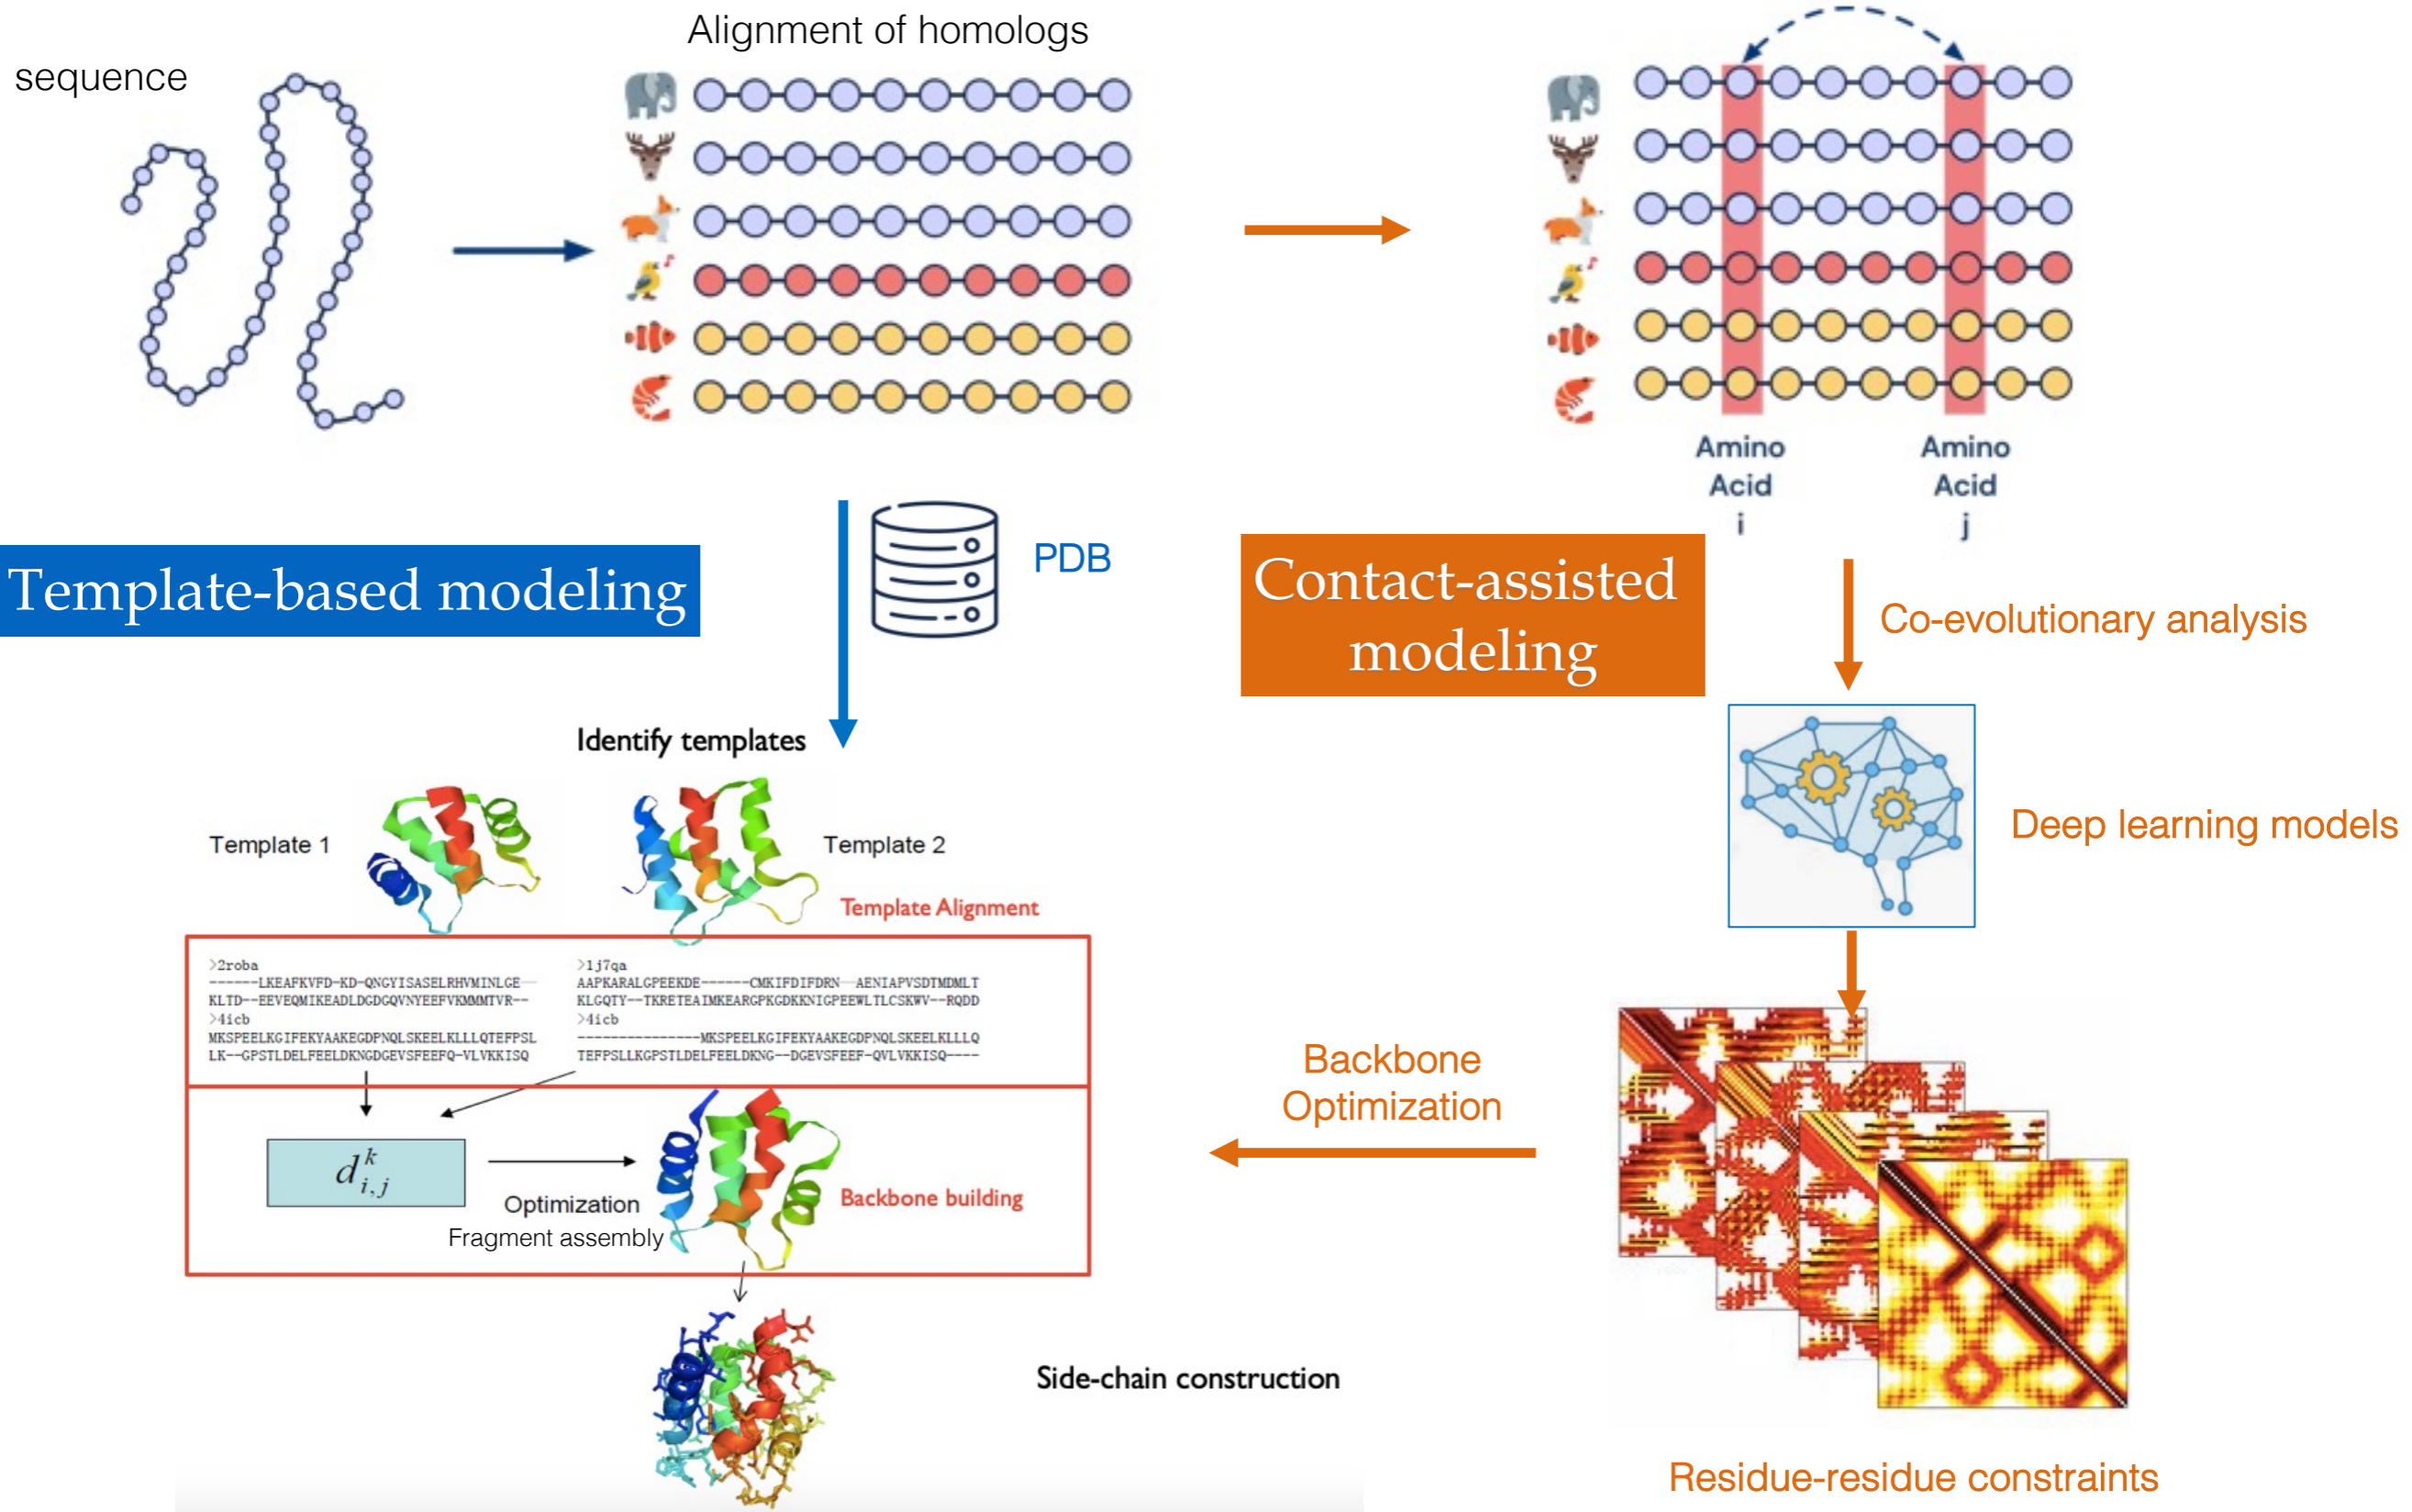 Alignment of homologs
sequence
Amino
Acid
i
Amino
Acid
j
Template-based modeling
PDB
Contact-assisted
modeling
Co-evolutionary analysis
Identify templates
Template 1
Template 2
Deep learning models
Template Alignment
>2roba
------LKEAFKVFD-KD-QNGYISASELRHVMINLGE--
KLTD--EEVEQMIKEADLDGDGQVNYEEFVKMMMTVR--
>4icb
MKSPEELKGIFEKYAAKEGDPNQLSKEELKLLLQTEFPSL
LK--GPSTLDELFEELDKNGDGEVSFEEFQ-VLVKKISQ
>1j7qa
AAPKARALGPEEKDE------CMKIFDIFDRN--AENIAPVSDTMDMLT
KLGQTY--TKRETEAIMKEARGPKGDKKNIGPEEWLTLCSKWV--RQDD
>4icb
---------------MKSPEELKGIFEKYAAKEGDPNQLSKEELKLLLQ
TEFPSLLKGPSTLDELFEELDKNG--DGEVSFEEF-QVLVKKISQ----
Backbone
Optimization
d i,j k
Optimization
Fragment assembly
Backbone building
Side-chain construction
Residue-residue constraints